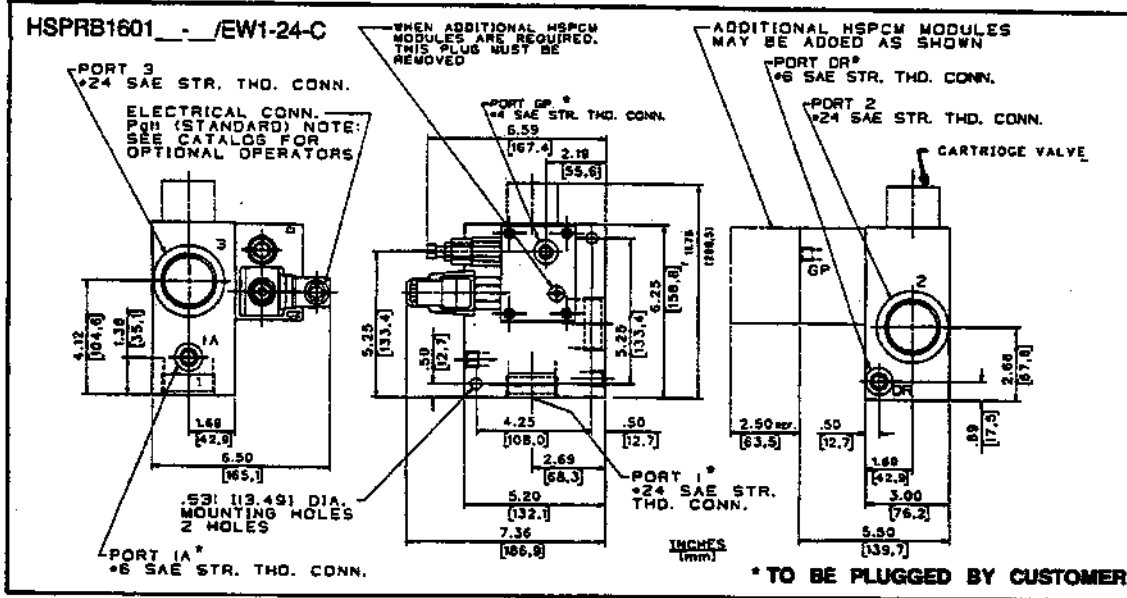 HSPRB1601__-__/EW1-24-C
WHEN ADDITIONAL HSPCM
MODULES ARE REQUIRED,
THIS PLUG MUST BE
REMOVED
ADDITIONAL HSPCM MODULES
MAY BE ADDED AS SHOWN
PORT 3
*24 SAE STR. THD. CONN.
ELECTRICAL CONN.
(STANDARD) NOTE:
SEE CATALOG FOR
OPTIONAL OPERATORS
PORT GP *
*4 SAE STR. THD. CONN.
PORT DR*
*6 SAE STR. THD. CONN.
PORT 2
*24 SAE STR. THD. CONN.
CARTRIDGE VALVE
6.59
[167.4]
2.19
[55,6]
3
4.12
[104,6]
1.38
[35,1]
1A
1
1.69
[42,9]
6.50
[165,1]
5.25
[133,4]
.50
[12,7]
5.25
[133,4]
6.25
[158,8]
4.25
[108,0]
.50
[12,7]
2.69
[68,3]
5.20
[132,1]
7.36
[186,9]
GP
2
DR
2.50 REF.
[63,5]
.50
[12,7]
1.69
[42,9]
3.00
[76,2]
5.50
[139,7]
.69
[17,5]
.531 [13.49] DIA.
MOUNTING HOLES
2 HOLES
PORT 1*
*24 SAE STR.
THD. CONN.
PORT 1A*
*6 SAE STR. THD. CONN.
INCHES
[mm]
* TO BE PLUGGED BY CUSTOMER